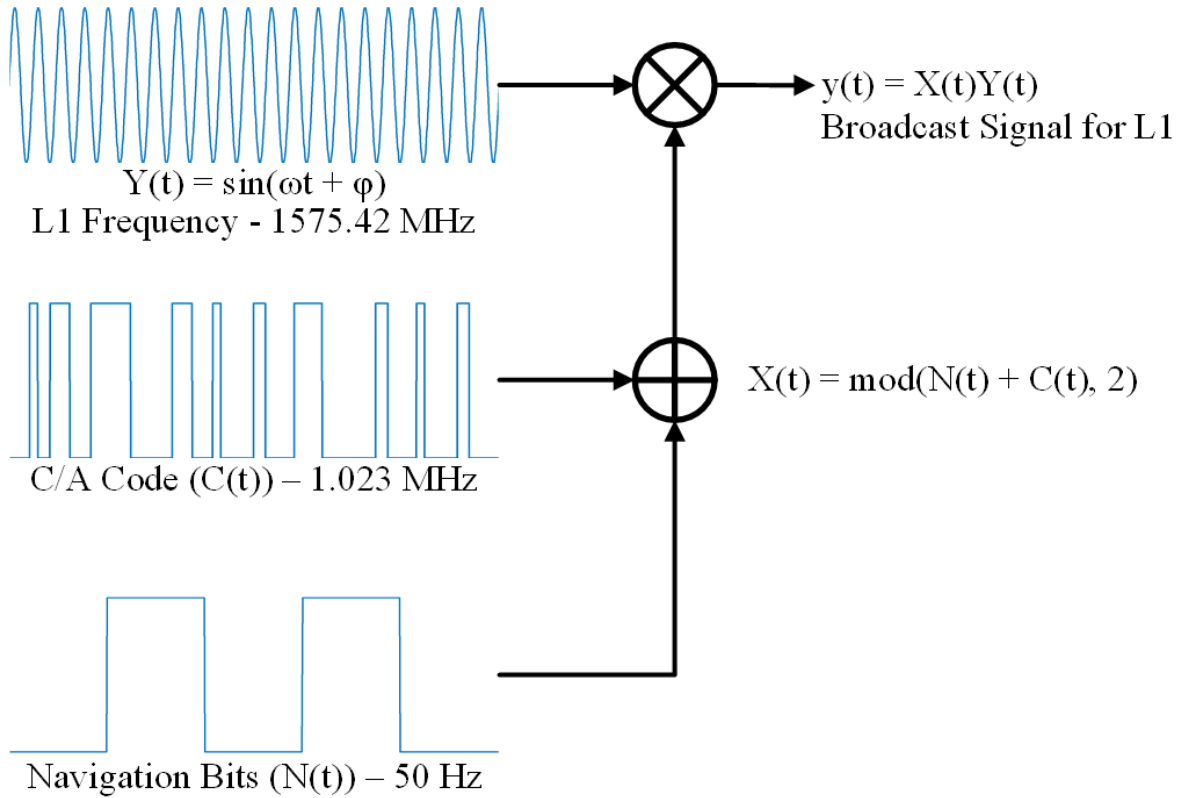 y(t) = X(t)Y(t)
Broadcast Signal for L1
Y(t) = sin(ωt + φ)
L1 Frequency - 1575.42 MHz
X(t) = mod(N(t) + C(t), 2)
C/A Code (C(t)) – 1.023 MHz
Navigation Bits (N(t)) – 50 Hz